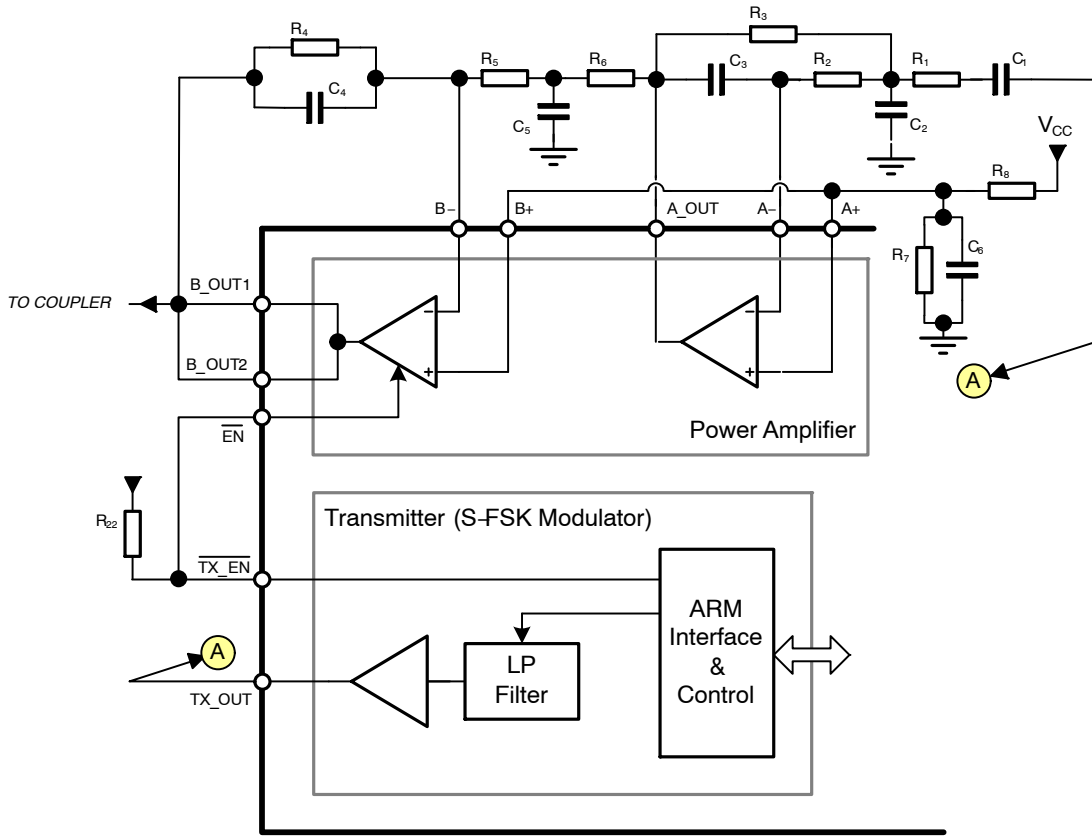 R3
R4
C4
R5
C5
R6
C3
R2
R1
C1
C2
VCC
R8
R7
C6
B−
B+
A_OUT
A−
A+
B_OUT1
TO COUPLER
B_OUT2
EN
−
+
−
+
Power Amplifier
A
R22
Transmitter (S−FSK Modulator)
TX_EN
ARM
Interface
&
Control
LP
Filter
A
TX_OUT